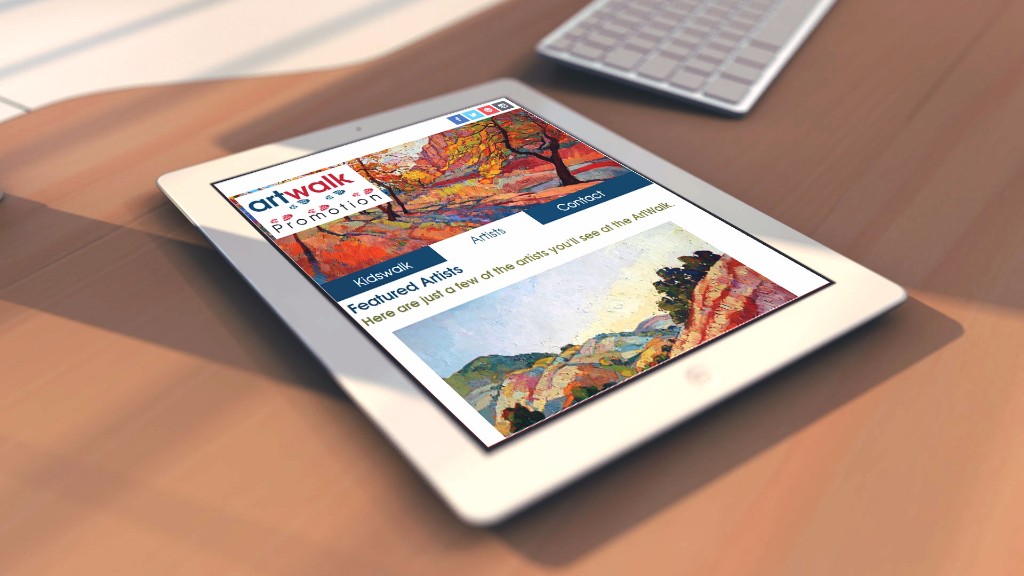 artwalk
Promotion
Kidswalk Artists Contact
Featured Artists
Here are just a few of the artists you'll see at the ArtWalk.